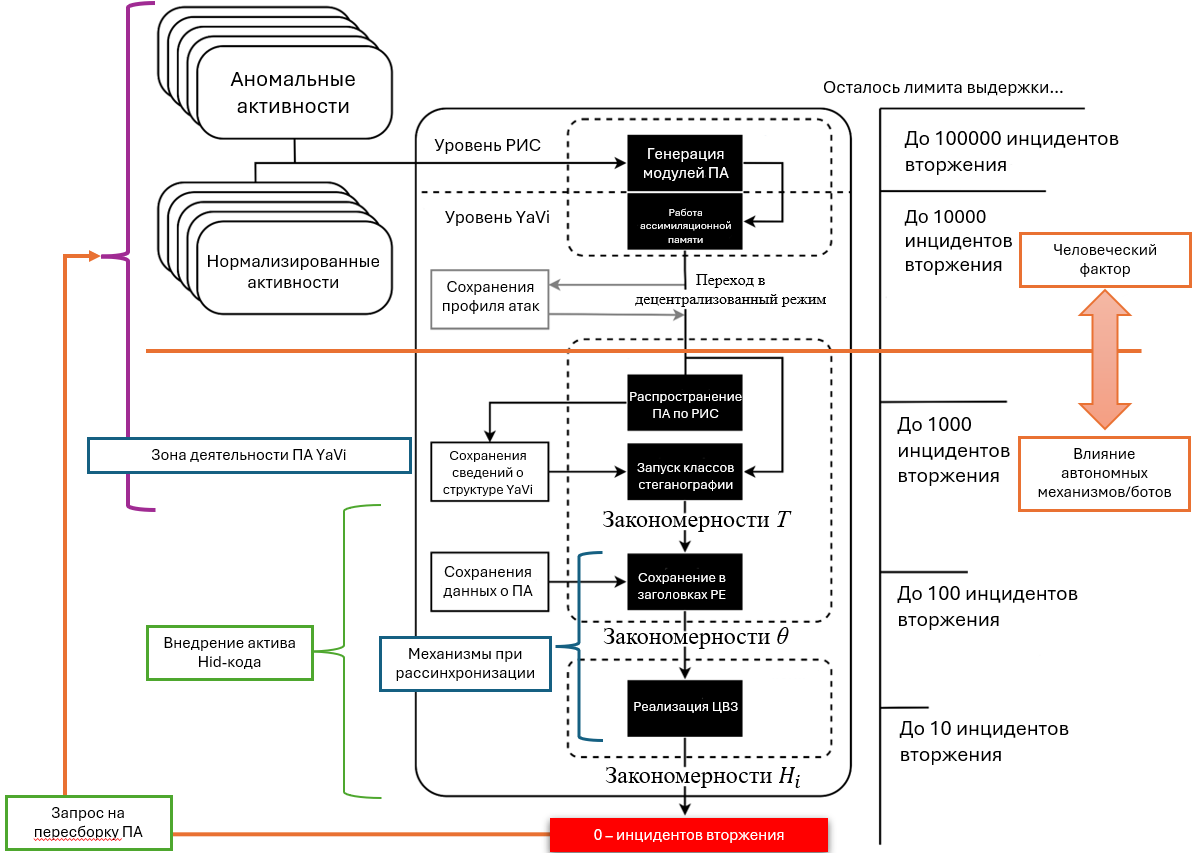 Аномальные
активности
Осталось лимита выдержки...
До 100000 инцидентов
вторжения
Уровень РИС
Генерация
модулей ПА
Уровень YaVi
Работа
ассимиляционной
памяти
До 10000
инцидентов
вторжения
Человеческий
фактор
Нормализированные
активности
Сохранения
профиля атак
Переход в
децентрализованный режим
Распространение
ПА по РИС
До 1000
инцидентов
вторжения
Влияние
автономных
механизмов/ботов
Зона деятельности ПА YaVi
Сохранения
сведений о
структуре YaVi
Запуск классов
стеганографии
Закономерности T
Сохранения
данных о ПА
Сохранение в
заголовках PE
До 100 инцидентов
вторжения
Закономерности θ
Внедрение актива
Hid-кода
Механизмы при
рассинхронизации
Реализация ЦВЗ
До 10 инцидентов
вторжения
Закономерности Hi
Запрос на
пересборку ПА
0 – инцидентов вторжения